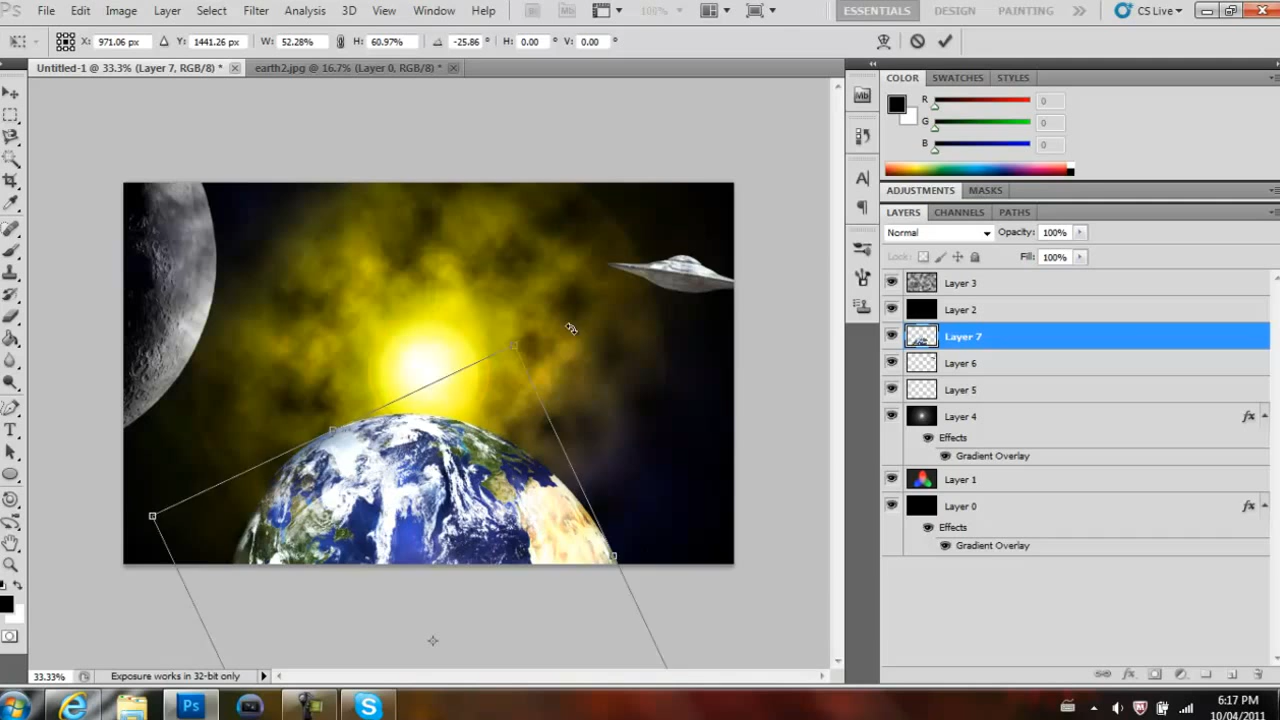 Ps File Edit Image Layer Select Filter Analysis 3D View Window Help Mb 100% ESSENTIALS DESIGN PAINTING CS Live
X: 971.06 px Y: 1441.26 px W: 52.28% H: 60.97% -25.86 ° H: 0.00 ° V: 0.00 °
Untitled-1 @ 33.3% (Layer 7, RGB/8) * earth2.jpg @ 16.7% (Layer 0, RGB/8) *
COLOR SWATCHES STYLES
Mb
R 0
G 0
B 0
ADJUSTMENTS MASKS
LAYERS CHANNELS PATHS
Normal Opacity: 100%
Lock: Fill: 100%
Layer 3
Layer 2
Layer 7
Layer 6
Layer 5
Layer 4 fx
Effects
Gradient Overlay
Layer 1
Layer 0 fx
Effects
Gradient Overlay
33.33% Exposure works in 32-bit only
Ps
6:17 PM
10/04/2011